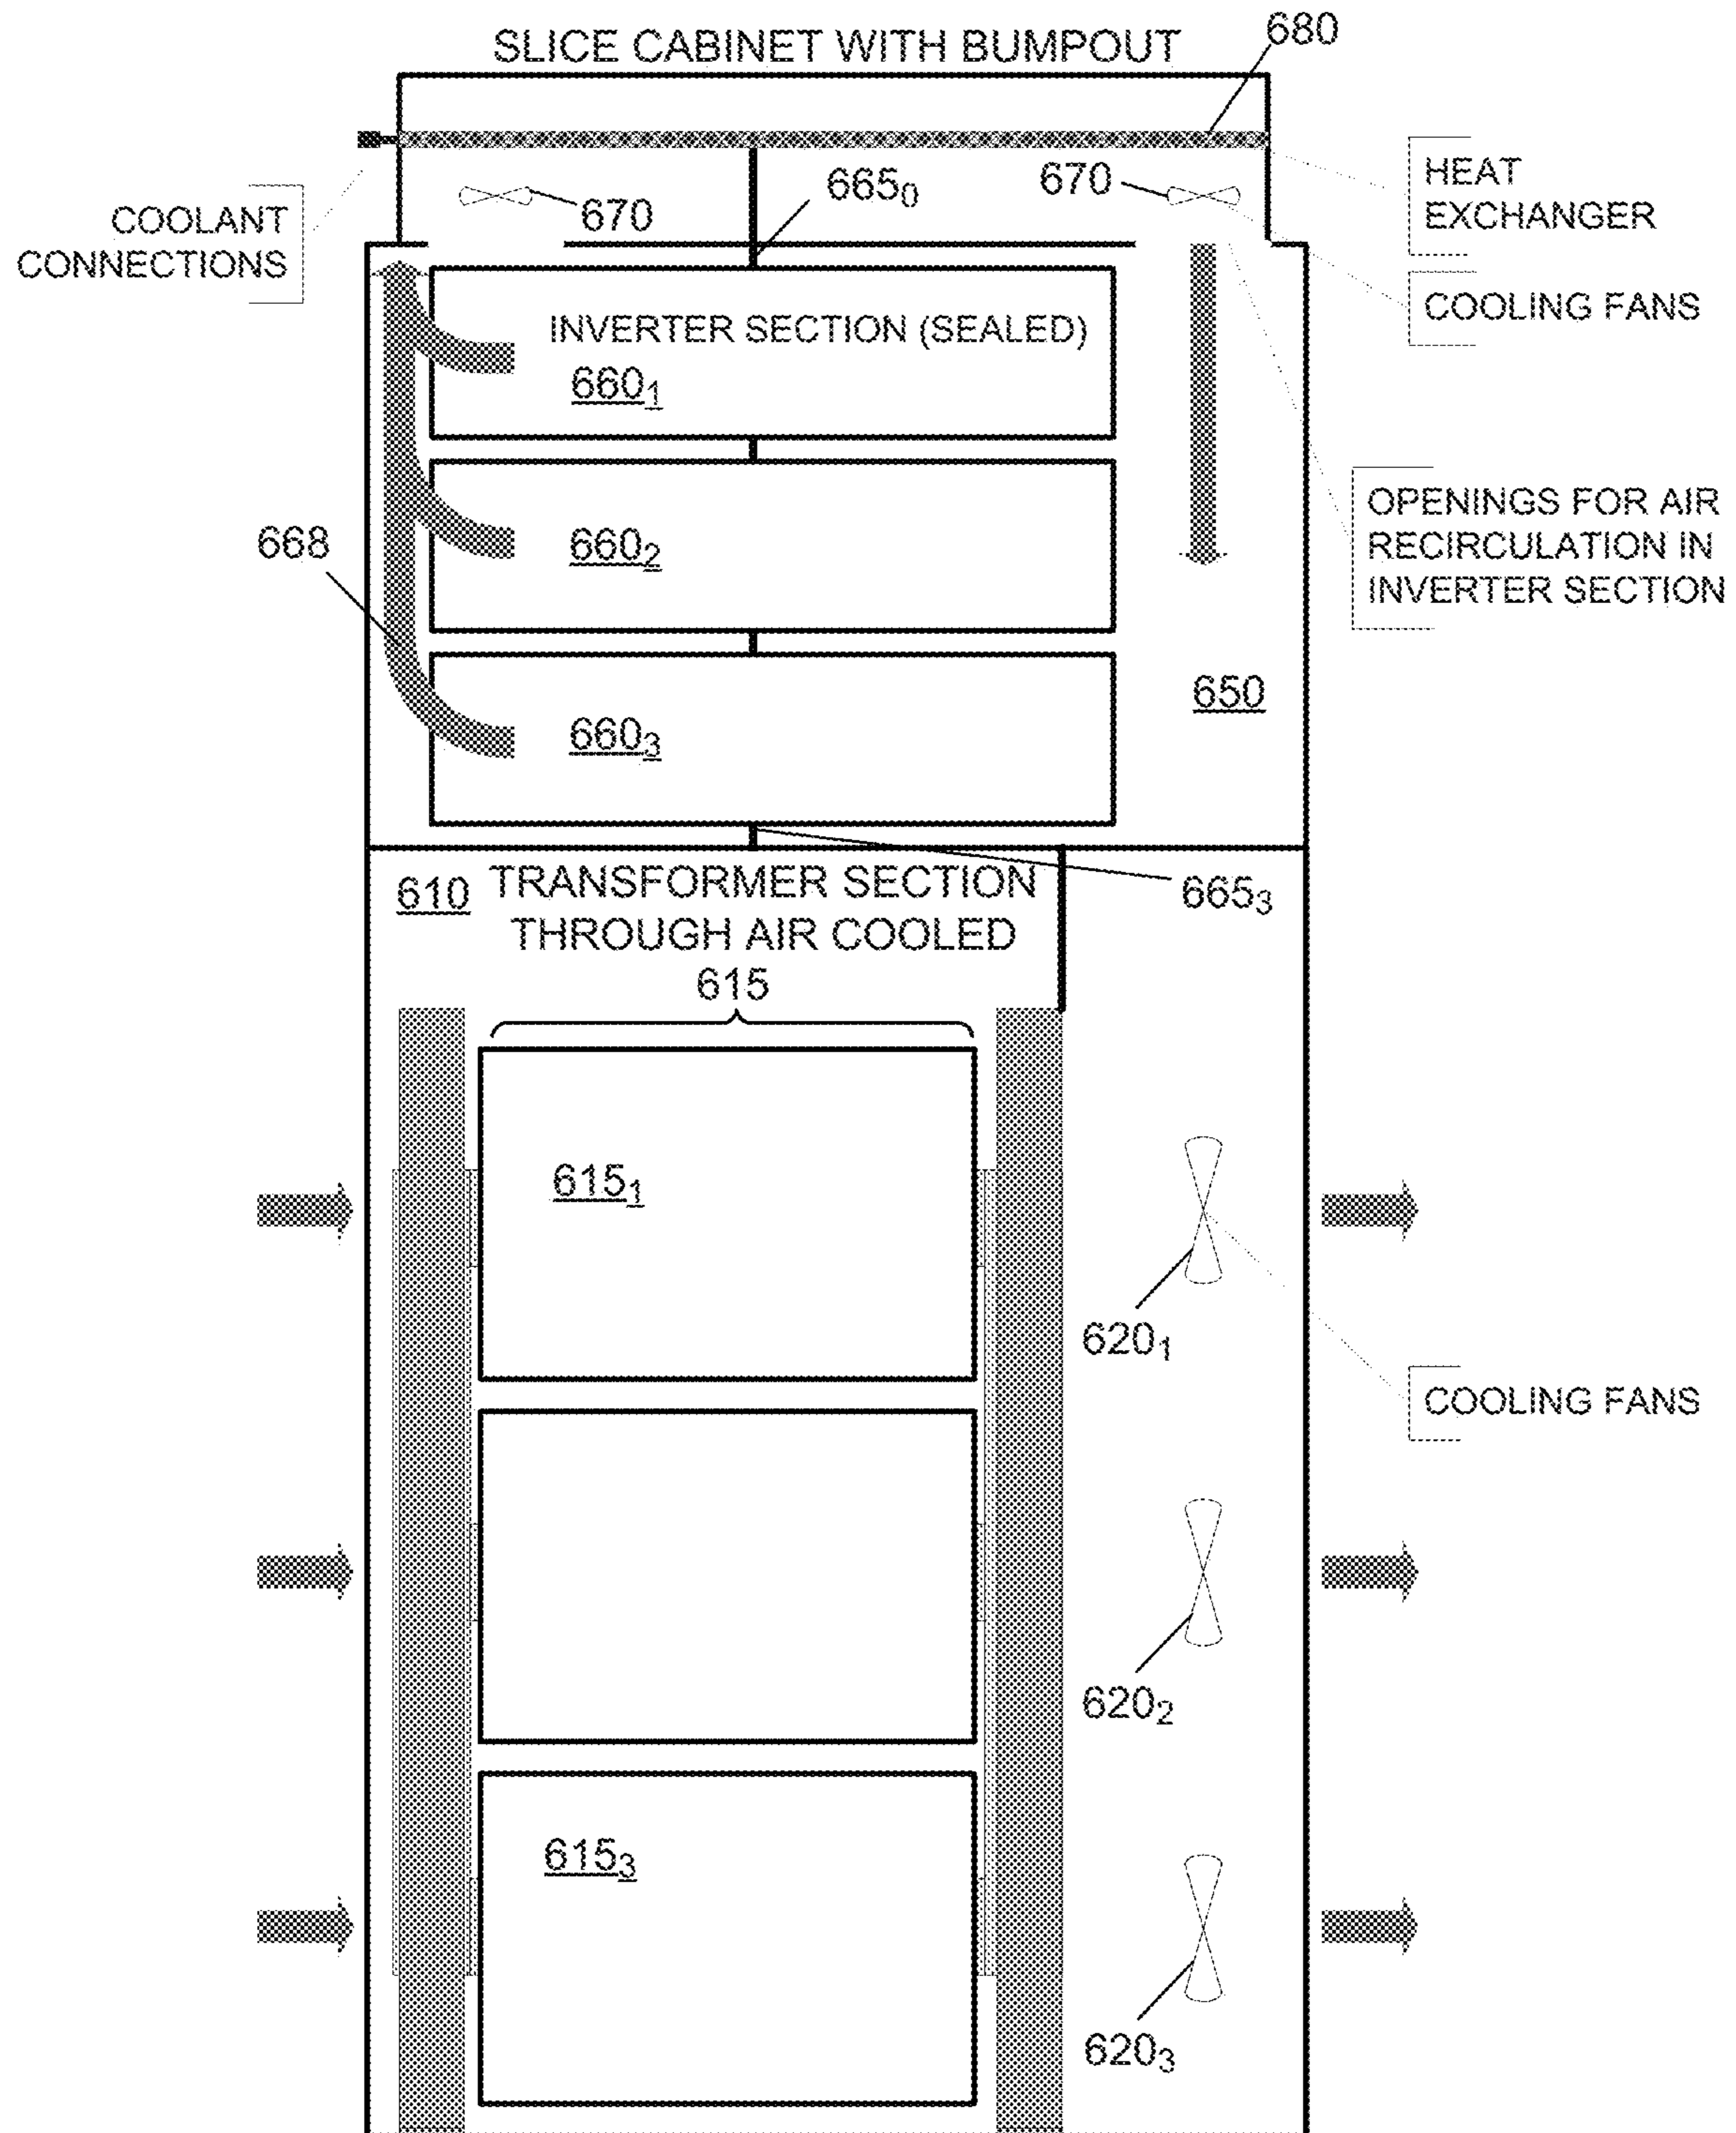 SLICE CABINET WITH BUMPOUT
680
HEAT
EXCHANGER
COOLANT
CONNECTIONS
670
665₀
670
COOLING FANS
INVERTER SECTION (SEALED)
660₁
OPENINGS FOR AIR
RECIRCULATION IN
INVERTER SECTION
668
660₂
650
660₃
610
TRANSFORMER SECTION
THROUGH AIR COOLED
665₃
615
615₁
620₁
COOLING FANS
620₂
615₃
620₃